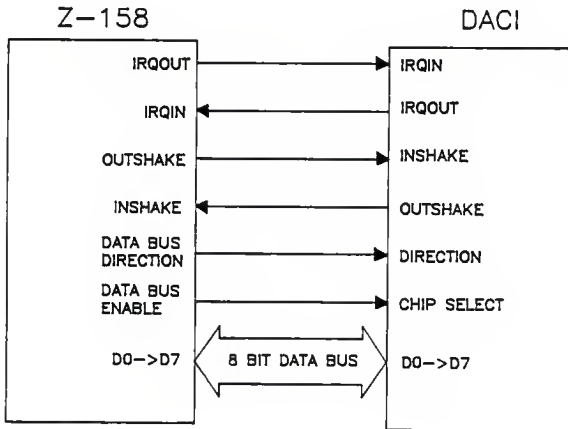 Z-158 DACI
IRQOUT IRQIN
IRQIN IRQOUT
OUTSHAKE INSHAKE
INSHAKE OUTSHAKE
DATA BUS
DIRECTION DIRECTION
DATA BUS
ENABLE CHIP SELECT
D0->D7 8 BIT DATA BUS D0->D7